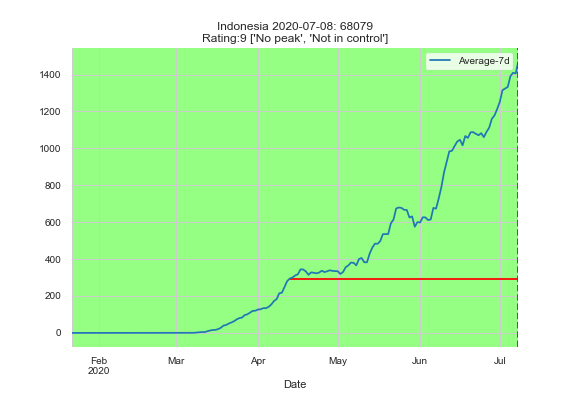 Indonesia 2020-07-08: 68079
Rating:9 ['No peak', 'Not in control']
Average-7d
1400
1200
1000
800
600
400
200
0
Feb
2020
Mar
Apr
May
Jun
Jul
Date